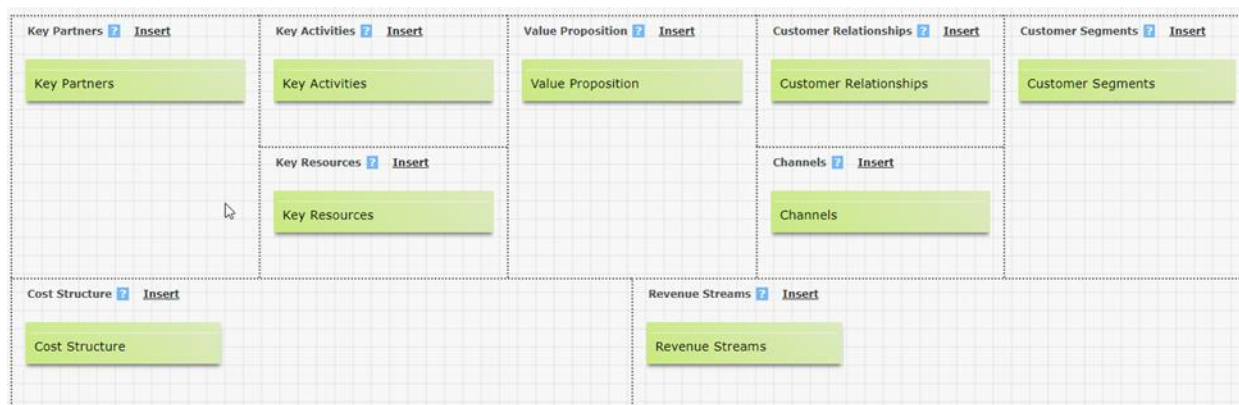 Key Partners ? Insert
Key Partners
Key Activities ? Insert
Key Activities
Key Resources ? Insert
Key Resources
Value Proposition ? Insert
Value Proposition
Customer Relationships ? Insert
Customer Relationships
Channels ? Insert
Channels
Customer Segments ? Insert
Customer Segments
Cost Structure ? Insert
Cost Structure
Revenue Streams ? Insert
Revenue Streams